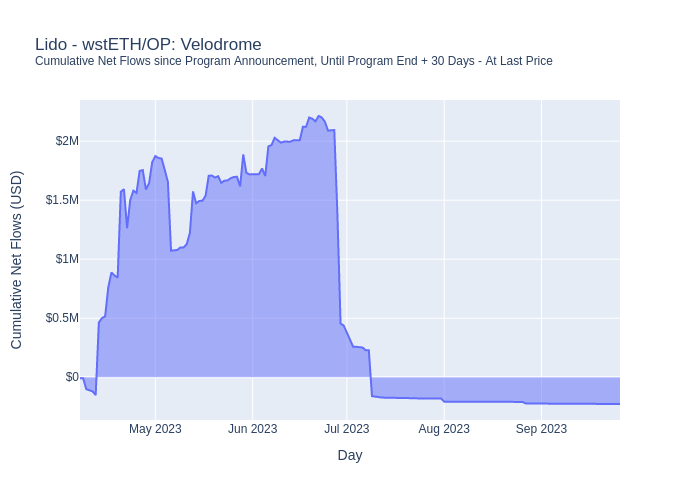 Lido - wstETH/OP: Velodrome
Cumulative Net Flows since Program Announcement, Until Program End + 30 Days - At Last Price
Cumulative Net Flows (USD)
$2M
$1.5M
$1M
$0.5M
$0
May 2023
Jun 2023
Jul 2023
Aug 2023
Sep 2023
Day